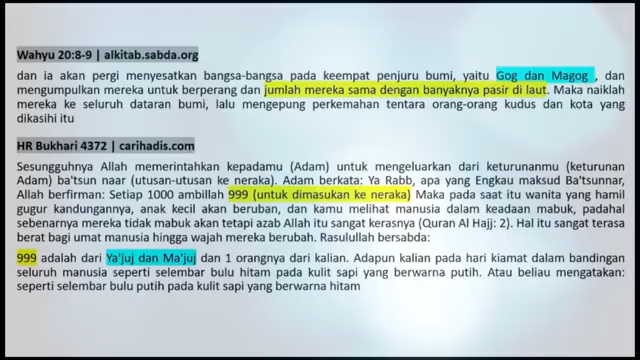 Wahyu 20:8-9 | alkitab.sabda.org
dan ia akan pergi menyesatkan bangsa-bangsa pada keempat penjuru bumi, yaitu Gog dan Magog , dan
mengumpulkan mereka untuk berperang dan jumlah mereka sama dengan banyaknya pasir di laut. Maka naiklah
mereka ke seluruh dataran bumi, lalu mengepung perkemahan tentara orang-orang kudus dan kota yang
dikasihi itu
HR Bukhari 4372 | carihadis.com
Sesungguhnya Allah memerintahkan kepadamu (Adam) untuk mengeluarkan dari keturunanmu (keturunan
Adam) ba'tsun naar (utusan-utusan ke neraka). Adam berkata: Ya Rabb, apa yang Engkau maksud Ba'tsunnar,
Allah berfirman: Setiap 1000 ambillah 999 (untuk dimasukan ke neraka) Maka pada saat itu wanita yang hamil
gugur kandungannya, anak kecil akan beruban, dan kamu melihat manusia dalam keadaan mabuk, padahal
sebenarnya mereka tidak mabuk akan tetapi azab Allah itu sangat kerasnya (Quran Al Hajj: 2). Hal itu sangat terasa
berat bagi umat manusia hingga wajah mereka berubah. Rasulullah bersabda:
999 adalah dari Ya'juj dan Ma'juj dan 1 orangnya dari kalian. Adapun kalian pada hari kiamat dalam bandingan
seluruh manusia seperti selembar bulu hitam pada kulit sapi yang berwarna putih. Atau beliau mengatakan:
seperti selembar bulu putih pada kulit sapi yang berwarna hitam